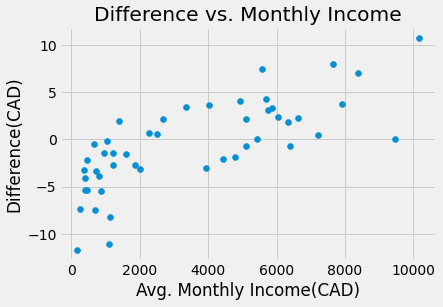 Difference vs. Monthly Income
10
5
0
−5
−10
Difference(CAD)
0 2000 4000 6000 8000 10000
Avg. Monthly Income(CAD)